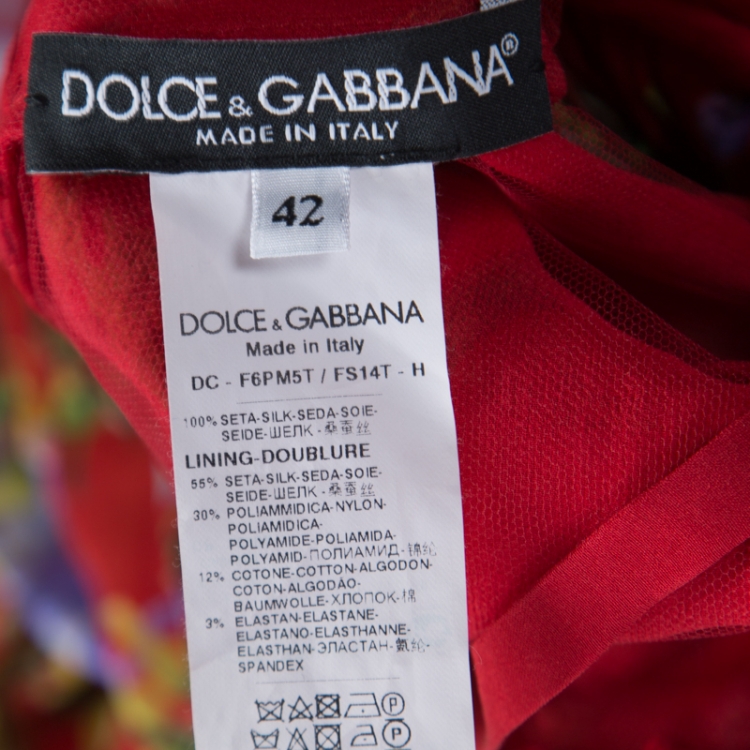 DOLCE & GABBANA®
MADE IN ITALY
42
DOLCE & GABBANA
Made in Italy
DC - F6PM5T / FS14T - H
100% SETA-SILK-SEDA-SOIE-
SEIDE-ШЕЛК - 桑蚕丝
LINING-DOUBLURE
55% SETA-SILK-SEDA-SOIE-
SEIDE-ШЕЛК - 桑蚕丝
30% POLIAMMIDICA-NYLON-
POLIAMIDICA-
POLYAMIDE-POLIAMIDA-
POLYAMID-ПОЛИАМИД-锦纶
12% COTONE-COTTON-ALGODON-
COTON-ALGODÃO-
BAUMWOLLE-ХЛОПОК-棉
3% ELASTAN-ELASTANE-
ELASTANO-ELASTHANNE-
ELASTHAN-ЭЛАСТАН-氨纶-
SPANDEX
P
P